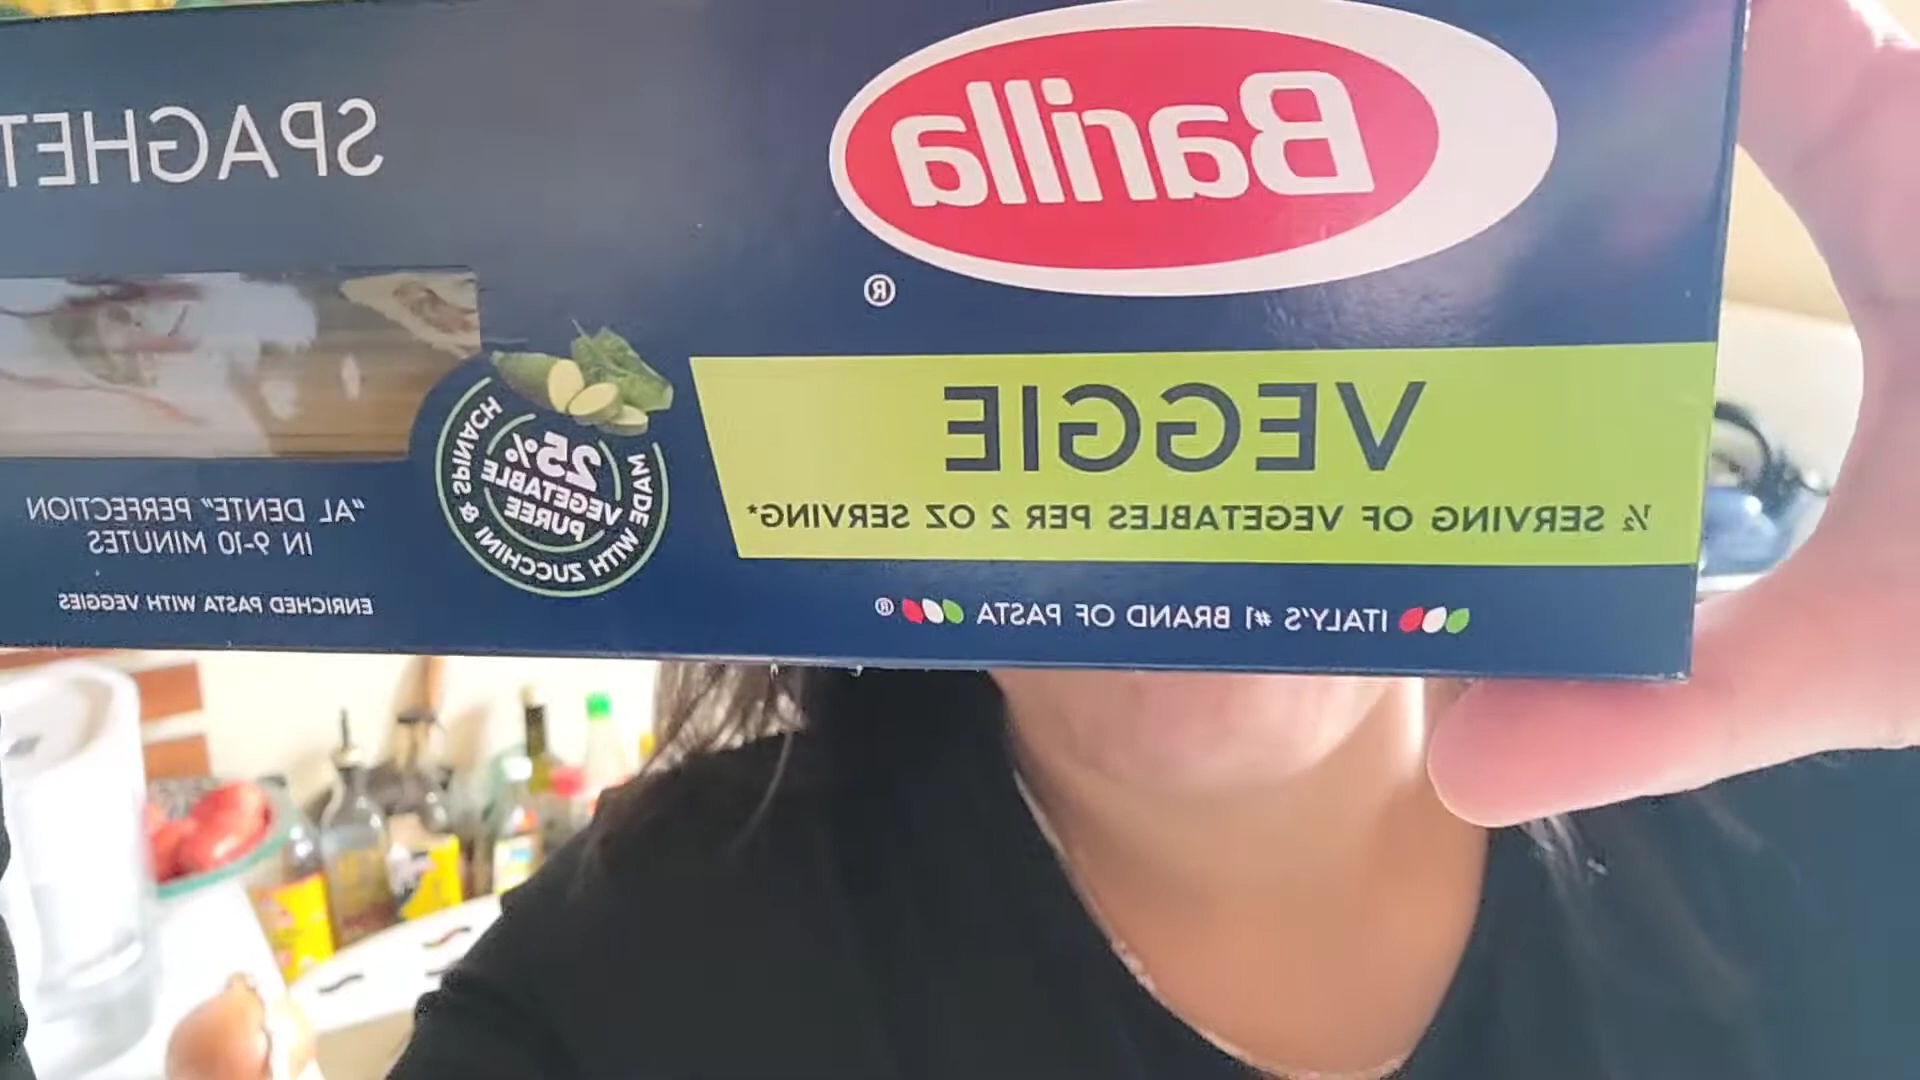 Barilla
®
VEGGIE
½ SERVING OF VEGETABLES PER 2 OZ SERVING*
ITALY'S #1 BRAND OF PASTA ®
MADE WITH ZUCCHINI & SPINACH
25%
VEGETABLE
PUREE
SPAGHET
"AL DENTE" PERFECTION
IN 9-10 MINUTES
ENRICHED PASTA WITH VEGGIES